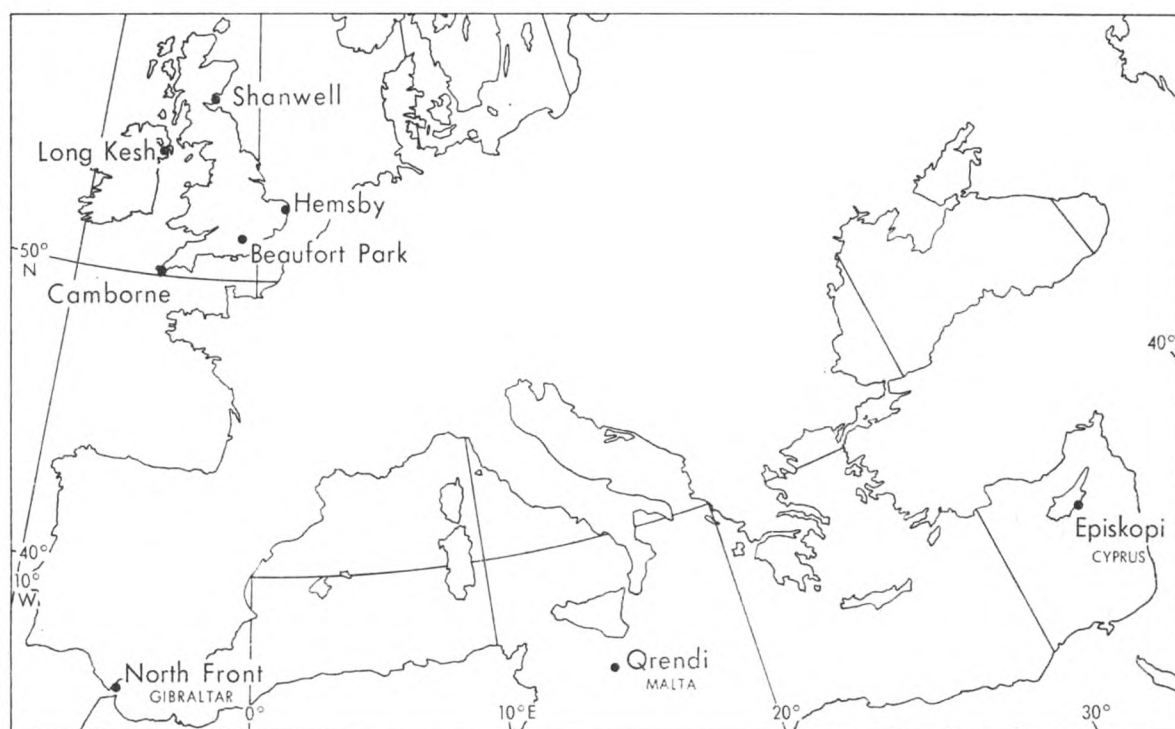 Shanwell
Long Kesh
Hemsby
50°
N
Beaufort Park
Camborne
40°
Episkopi
CYPRUS
40°
10°
W
North Front
GIBRALTAR
Qrendi
MALTA
0°
10°E
20°
30°